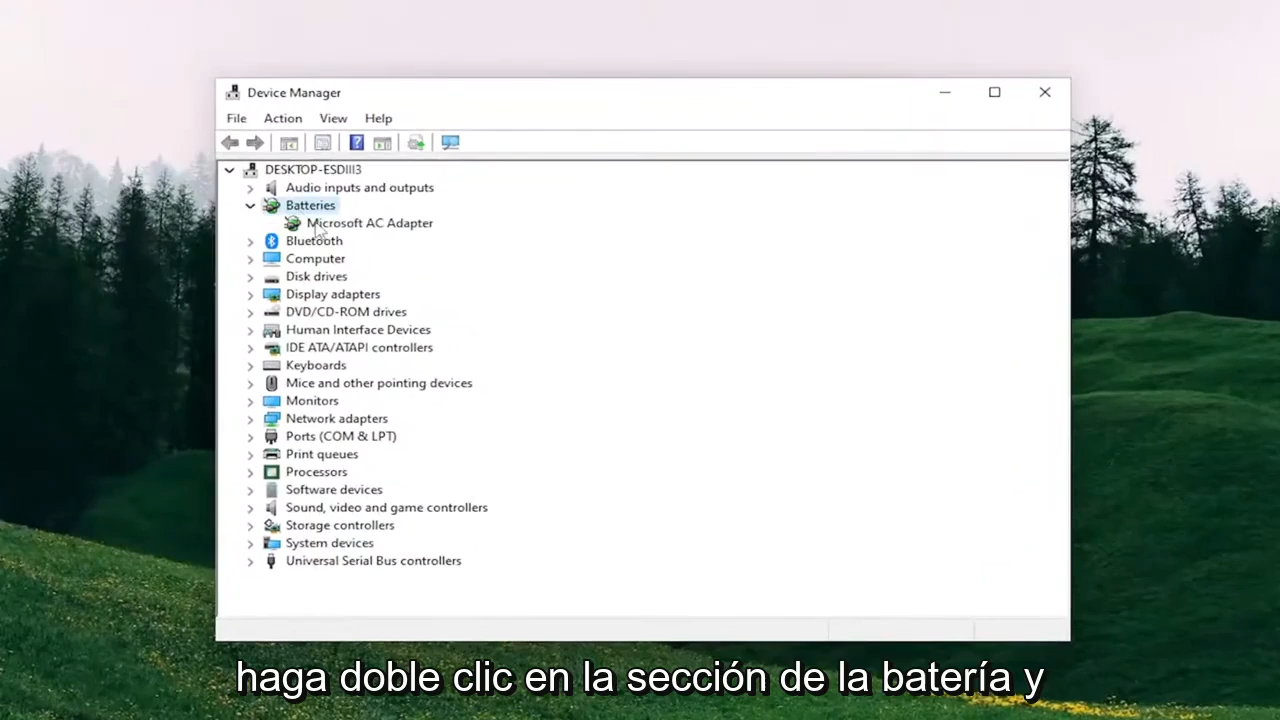 Device Manager
File Action View Help
DESKTOP-ESDIII3
Audio inputs and outputs
Batteries
Microsoft AC Adapter
Bluetooth
Computer
Disk drives
Display adapters
DVD/CD-ROM drives
Human Interface Devices
IDE ATA/ATAPI controllers
Keyboards
Mice and other pointing devices
Monitors
Network adapters
Ports (COM & LPT)
Print queues
Processors
Software devices
Sound, video and game controllers
Storage controllers
System devices
Universal Serial Bus controllers
haga doble clic en la sección de la batería y